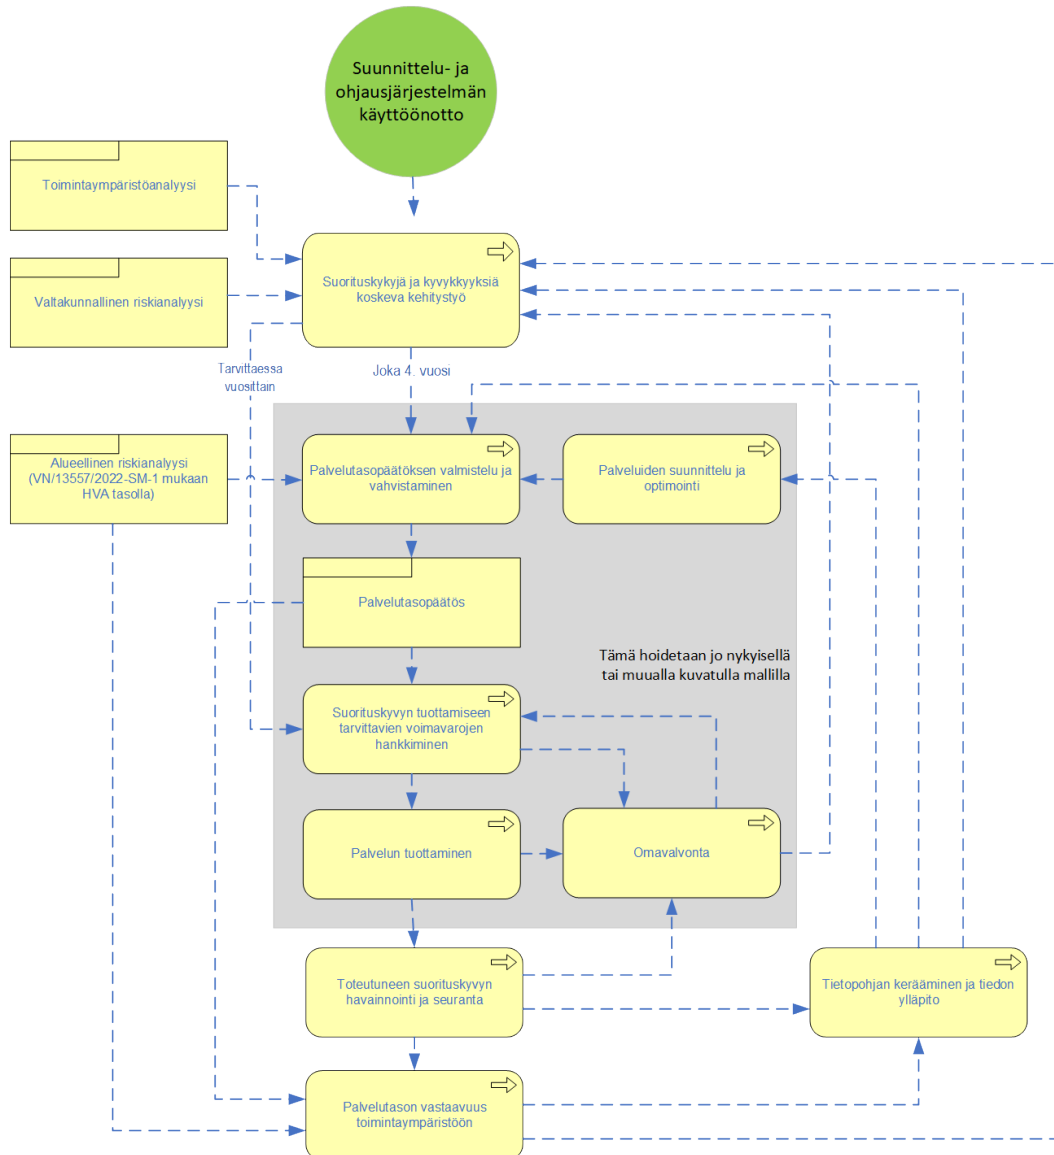 Suunnittelu- ja
ohjausjärjestelmän
käyttöönotto
Toimintaympäristöanalyysi
Suorituskykyjä ja kyvykkyyksiä
koskeva kehitystyö
Valtakunnallinen riskianalyysi
Tarvittaessa
vuosittain
Joka 4. vuosi
Alueellinen riskianalyysi
(VN/13557/2022-SM-1 mukaan
HVA tasolla)
Palvelutasopäätöksen valmistelu ja
vahvistaminen
Palveluiden suunnittelu ja
optimointi
Palvelutasopäätös
Tämä hoidetaan jo nykyisellä
tai muualla kuvatulla mallilla
Suorituskyvyn tuottamiseen
tarvittavien voimavarojen
hankkiminen
Palvelun tuottaminen
Omavalvonta
Toteutuneen suorituskyvyn
havainnointi ja seuranta
Tietopohjan kerääminen ja tiedon
ylläpito
Palvelutason vastaavuus
toimintaympäristöön